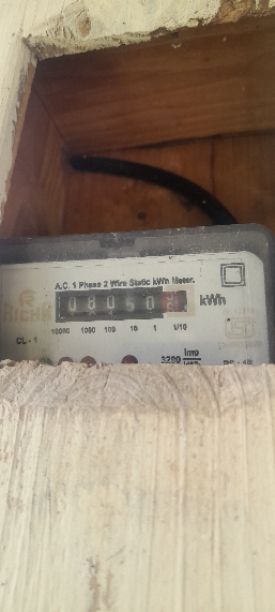 A.C. 1 Phase 2 Wire Static kWh Meter.
08050 kWh
10000 1000 100 10 1 1/10
CL - 1
3200 Imp